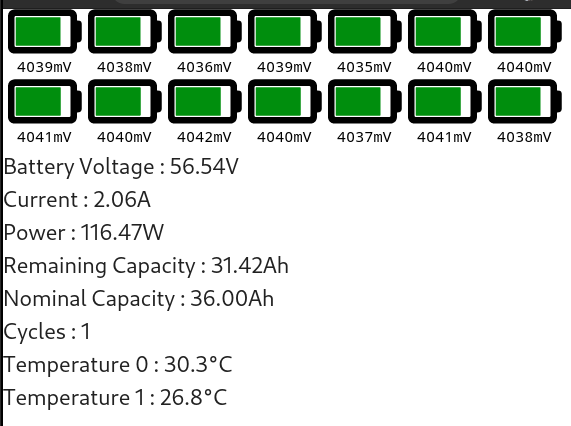 4039mV 4038mV 4036mV 4039mV 4035mV 4040mV 4040mV
4041mV 4040mV 4042mV 4040mV 4037mV 4041mV 4038mV
Battery Voltage : 56.54V
Current : 2.06A
Power : 116.47W
Remaining Capacity : 31.42Ah
Nominal Capacity : 36.00Ah
Cycles : 1
Temperature 0 : 30.3°C
Temperature 1 : 26.8°C